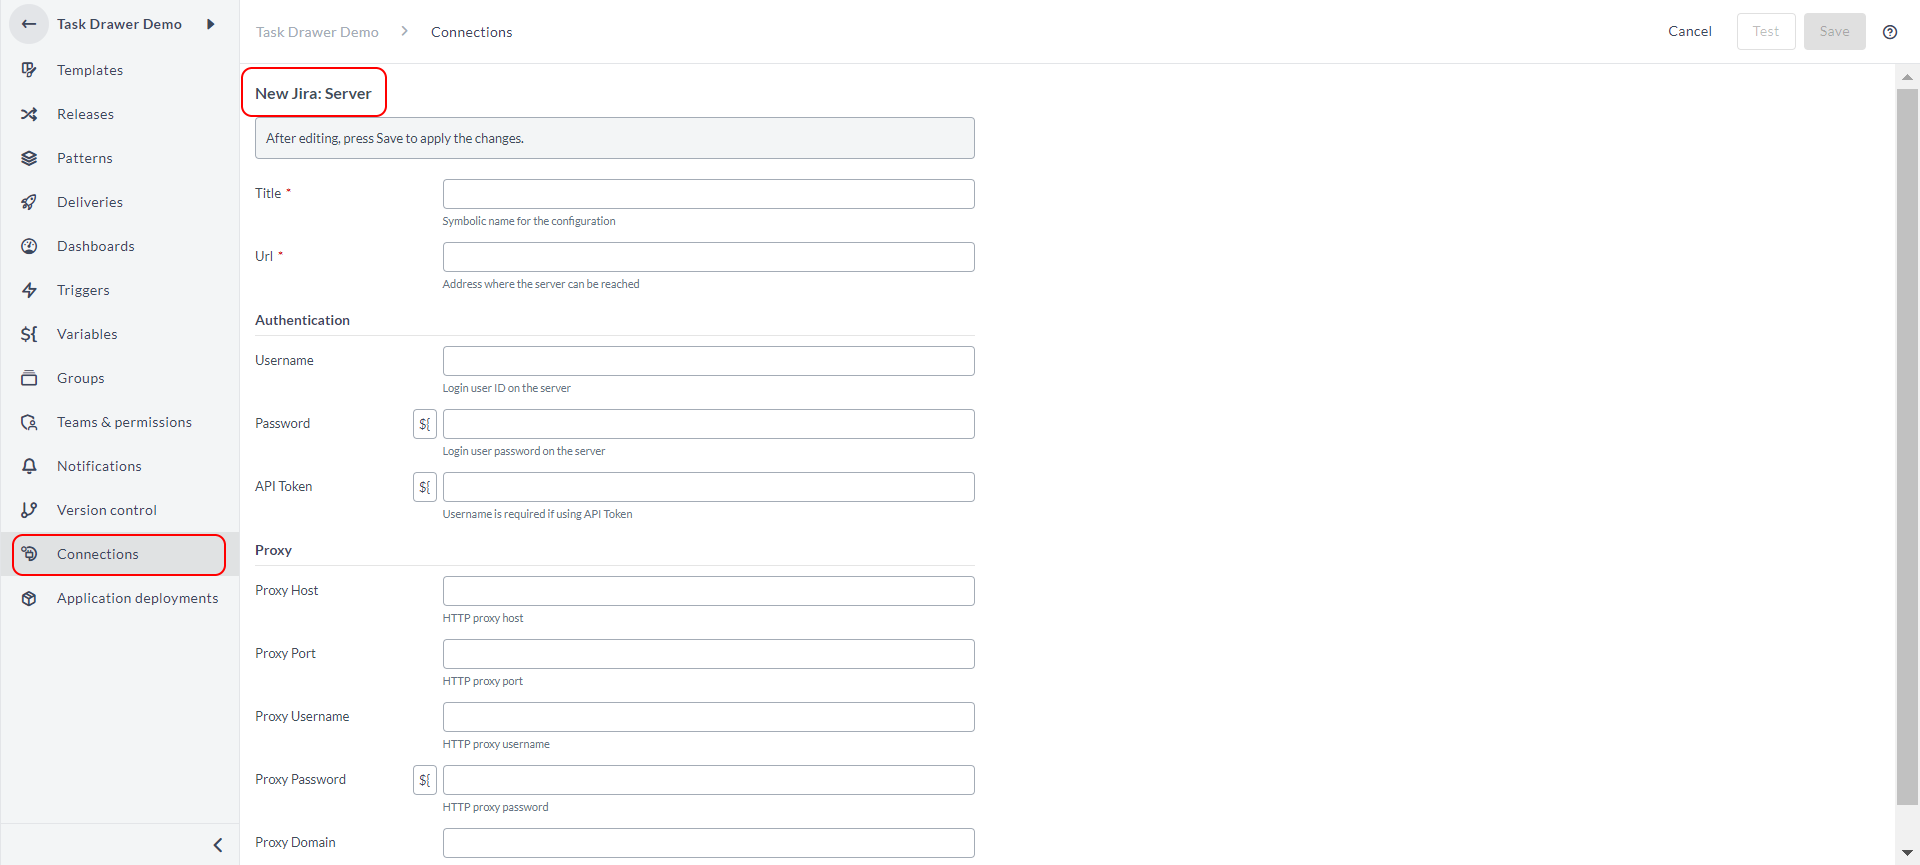 Task Drawer Demo
Templates
Releases
Patterns
Deliveries
Dashboards
Triggers
${
Variables
Groups
Teams & permissions
Notifications
Version control
Connections
Application deployments
Task Drawer Demo > Connections
Cancel
Test
Save
New Jira: Server
After editing, press Save to apply the changes.
Title *
Symbolic name for the configuration
Url *
Address where the server can be reached
Authentication
Username
Login user ID on the server
Password
${
Login user password on the server
API Token
${
Username is required if using API Token
Proxy
Proxy Host
HTTP proxy host
Proxy Port
HTTP proxy port
Proxy Username
HTTP proxy username
Proxy Password
${
HTTP proxy password
Proxy Domain